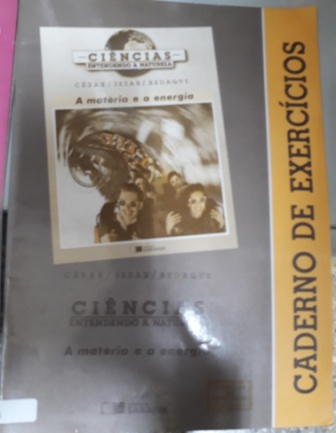 CIÊNCIAS
ENTENDENDO A NATUREZA
CÉSAR/SEZAR/BEDAQUE
A matéria e a energia
CÉSAR/SEZAR/BEDAQUE
CIÊNCIAS
ENTENDENDO A NATUREZA
A matéria e a energia
CADERNO DE EXERCÍCIOS